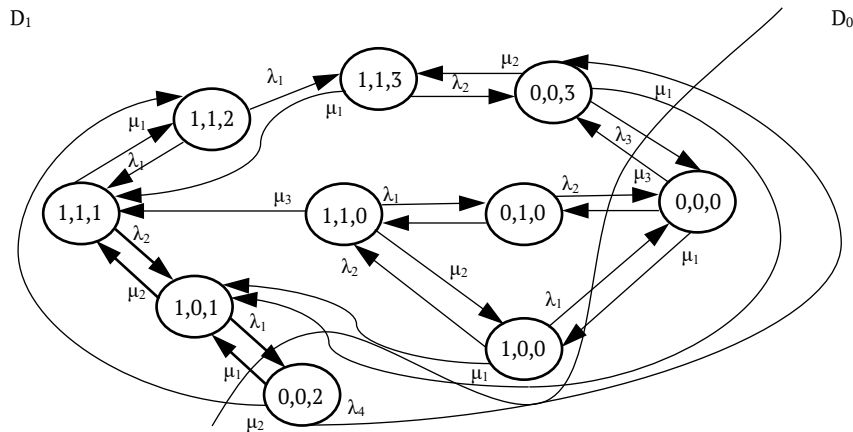 D₁ D₀
μ₂
1,1,3
λ₁ λ₂ 0,0,3 μ₁
μ₁ 1,1,2 μ₁
λ₁ λ₃
μ₃
1,1,1 μ₃ 1,1,0 λ₁ 0,1,0 λ₂ 0,0,0
λ₂ μ₂ μ₁
μ₂ λ₂
1,0,1 λ₁ λ₁
1,0,0
μ₁ μ₁
0,0,2
μ₂ λ₄